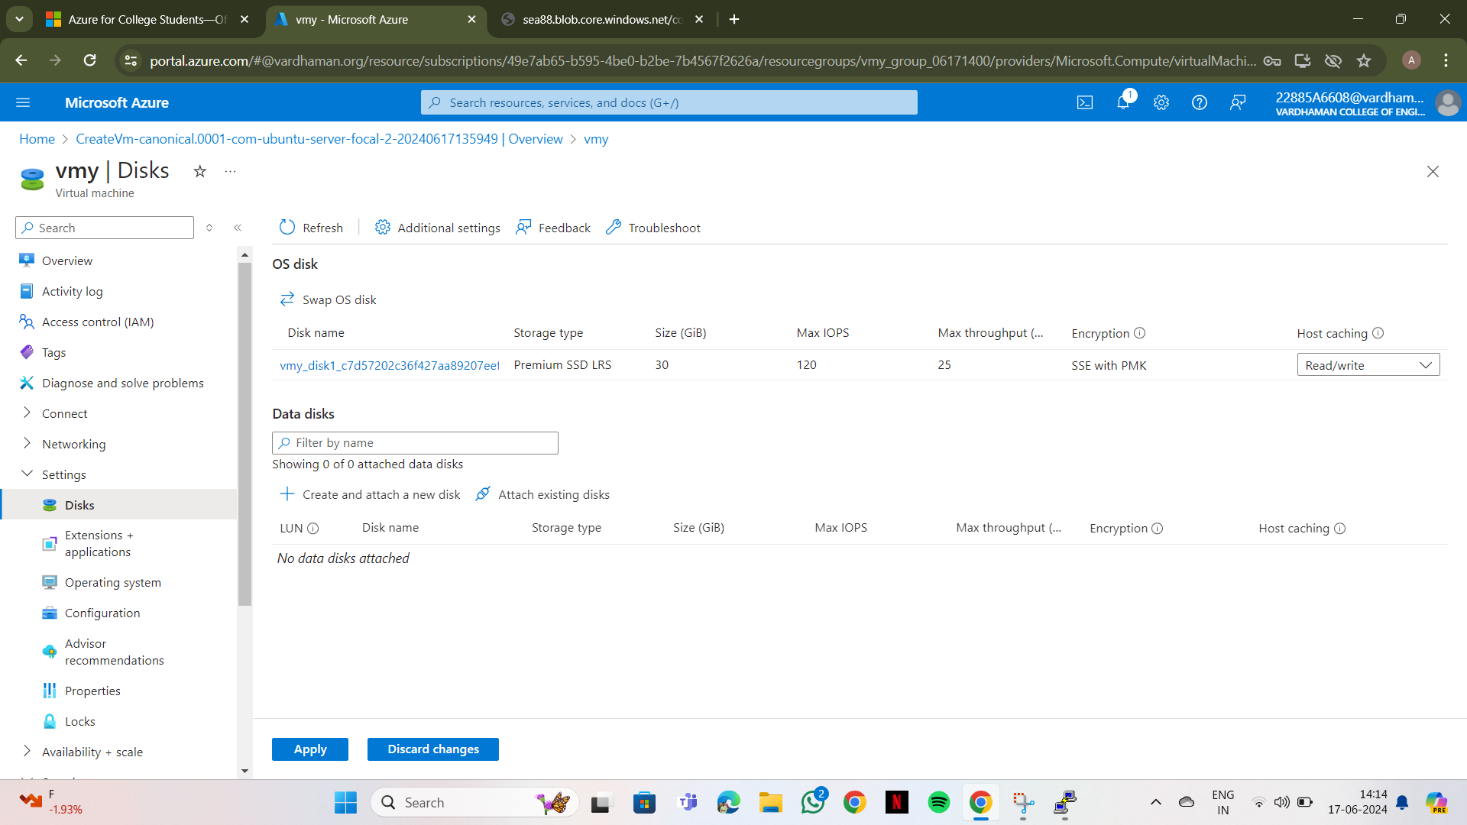 Azure for College Students—Of
vmy - Microsoft Azure
sea88.blob.core.windows.net/co
portal.azure.com/#@vardhaman.org/resource/subscriptions/49e7ab65-b595-4be0-b2be-7b4567f2626a/resourcegroups/vmy_group_06171400/providers/Microsoft.Compute/virtualMachi...
A
Microsoft Azure
Search resources, services, and docs (G+/)
1
22885A6608@vardham...
VARDHAMAN COLLEGE OF ENGI...
Home > CreateVm-canonical.0001-com-ubuntu-server-focal-2-20240617135949 | Overview > vmy
vmy | Disks
Virtual machine
Search
Refresh
Additional settings
Feedback
Troubleshoot
Overview
Activity log
Access control (IAM)
Tags
Diagnose and solve problems
Connect
Networking
Settings
Disks
Extensions +
applications
Operating system
Configuration
Advisor
recommendations
Properties
Locks
Availability + scale
OS disk
Swap OS disk
Disk name Storage type Size (GiB) Max IOPS Max throughput (... Encryption Host caching
vmy_disk1_c7d57202c36f427aa89207eef Premium SSD LRS 30 120 25 SSE with PMK Read/write
Data disks
Filter by name
Showing 0 of 0 attached data disks
Create and attach a new disk Attach existing disks
LUN Disk name Storage type Size (GiB) Max IOPS Max throughput (... Encryption Host caching
No data disks attached
Apply Discard changes
F
-1.93%
Search
2
ENG
IN
14:14
17-06-2024
PRE